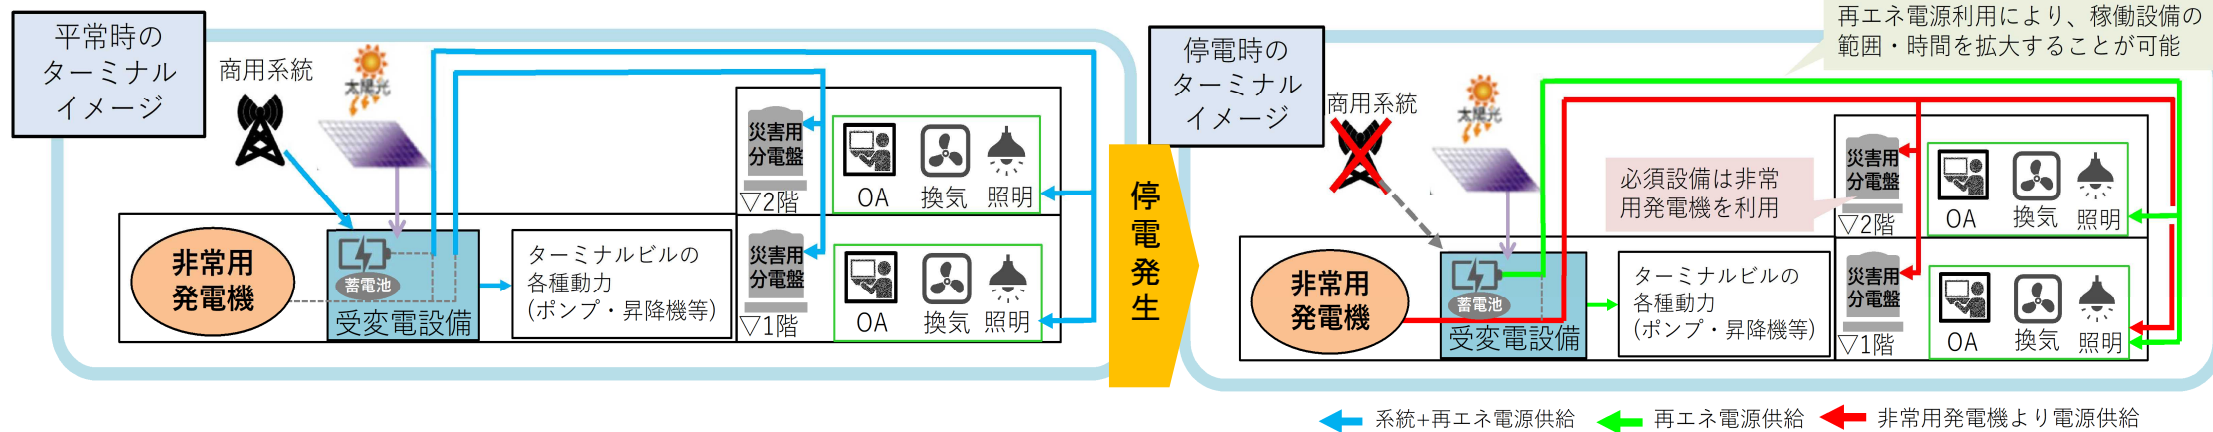 平常時の
ターミナル
イメージ
商用系統
太陽光
災害用
分電盤
▽2階
OA
換気
照明
非常用
発電機
蓄電池
受変電設備
ターミナルビルの
各種動力
(ポンプ・昇降機等)
災害用
分電盤
▽1階
OA
換気
照明
停電発生
停電時の
ターミナル
イメージ
再エネ電源利用により、稼働設備の
範囲・時間を拡大することが可能
商用系統
太陽光
必須設備は非常
用発電機を利用
災害用
分電盤
▽2階
OA
換気
照明
非常用
発電機
蓄電池
受変電設備
ターミナルビルの
各種動力
(ポンプ・昇降機等)
災害用
分電盤
▽1階
OA
換気
照明
系統+再エネ電源供給
再エネ電源供給
非常用発電機より電源供給